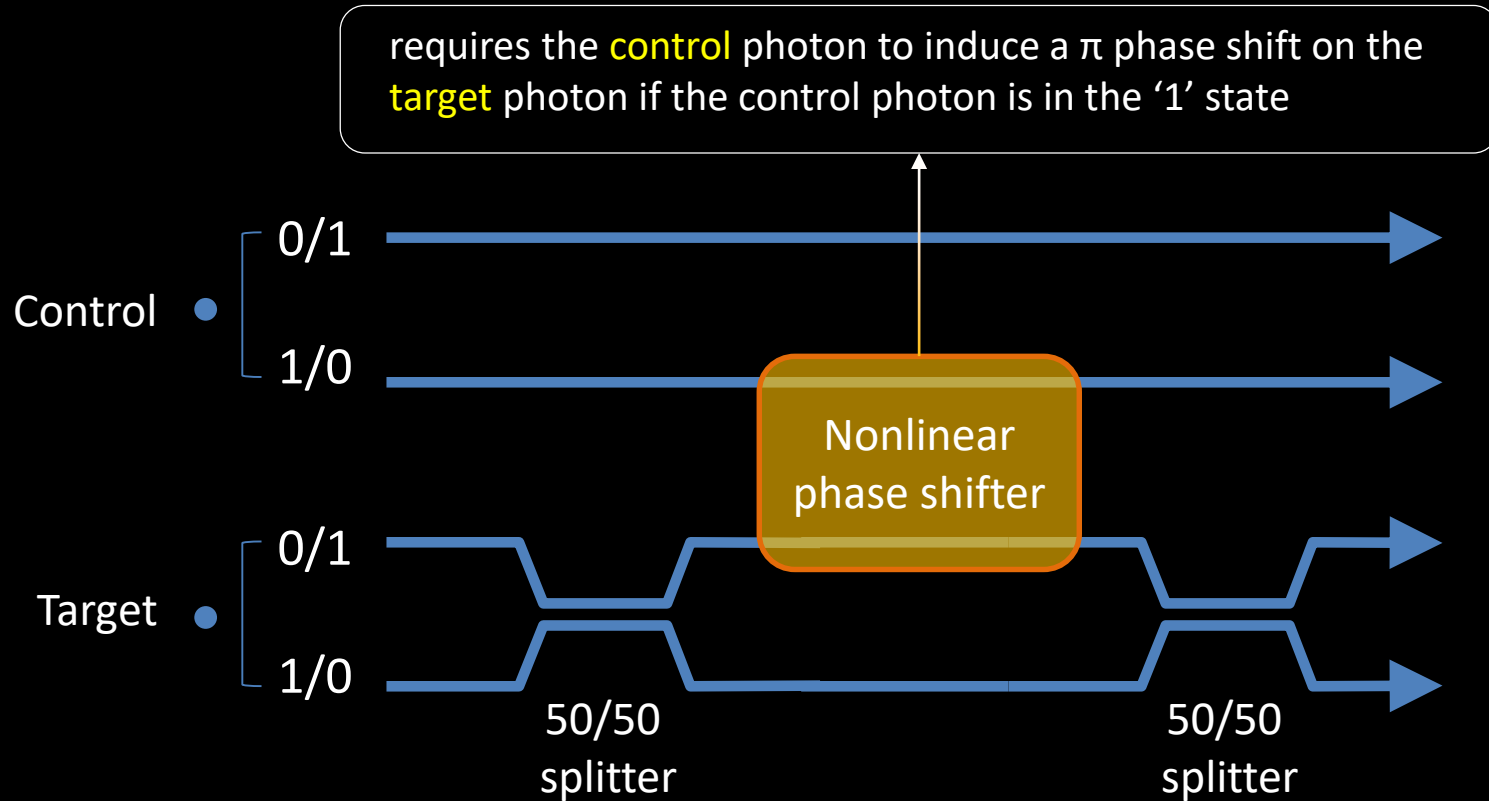 requires the control photon to induce a π phase shift on the
target photon if the control photon is in the ‘1’ state
0/1
Control
1/0
Nonlinear
phase shifter
0/1
Target
1/0
50/50
splitter
50/50
splitter